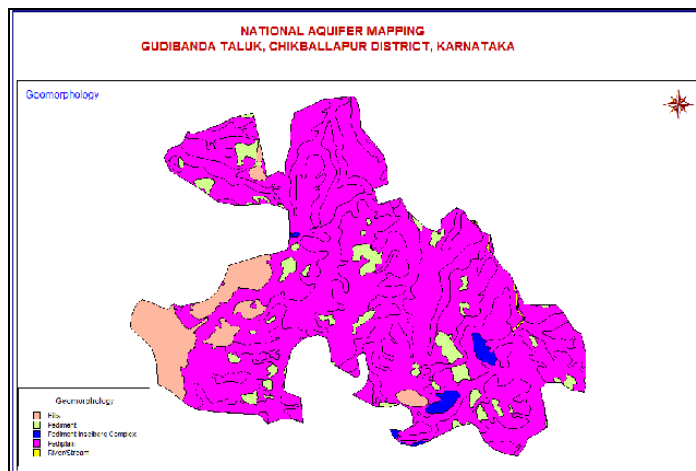 NATIONAL AQUIFER MAPPING
GUDIBANDA TALUK, CHIKBALLAPUR DISTRICT, KARNATAKA
Geomorphology
Geomorphology
Hills
Pediment
Pediment Inselberg Complex
Pediplain
River/Stream